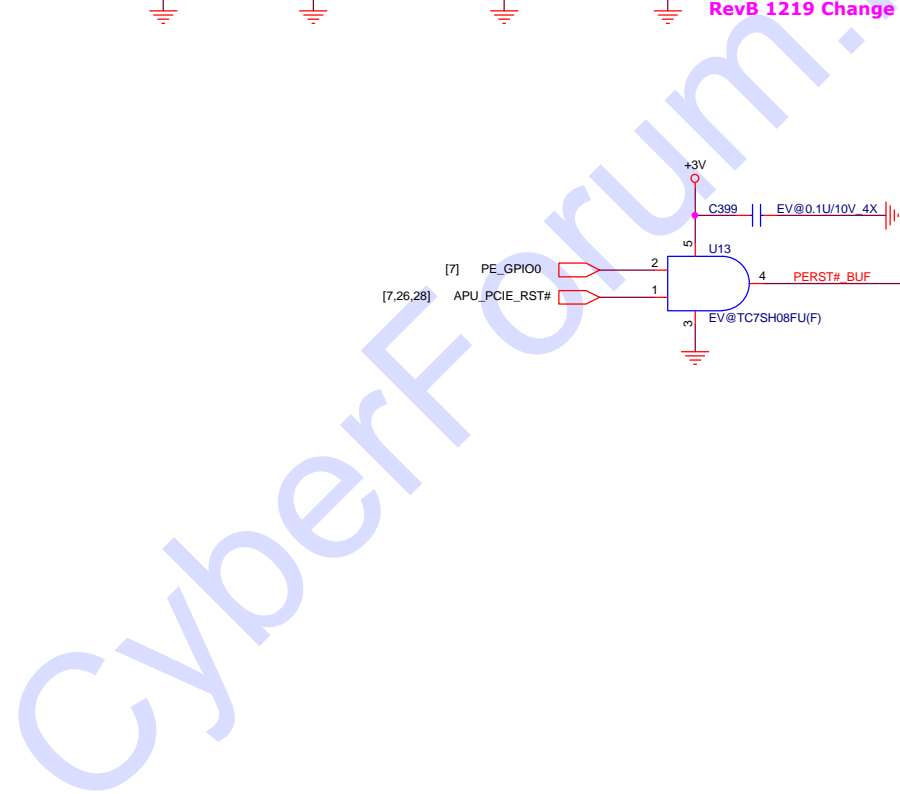 RevB 1219 Change
+3V
C399
EV@0.1U/10V_4X
5
U13
[7] PE_GPIO0
2
4
PERST#_BUF
[7,26,28] APU_PCIE_RST#
1
3
EV@TC7SH08FU(F)
CyberForum.